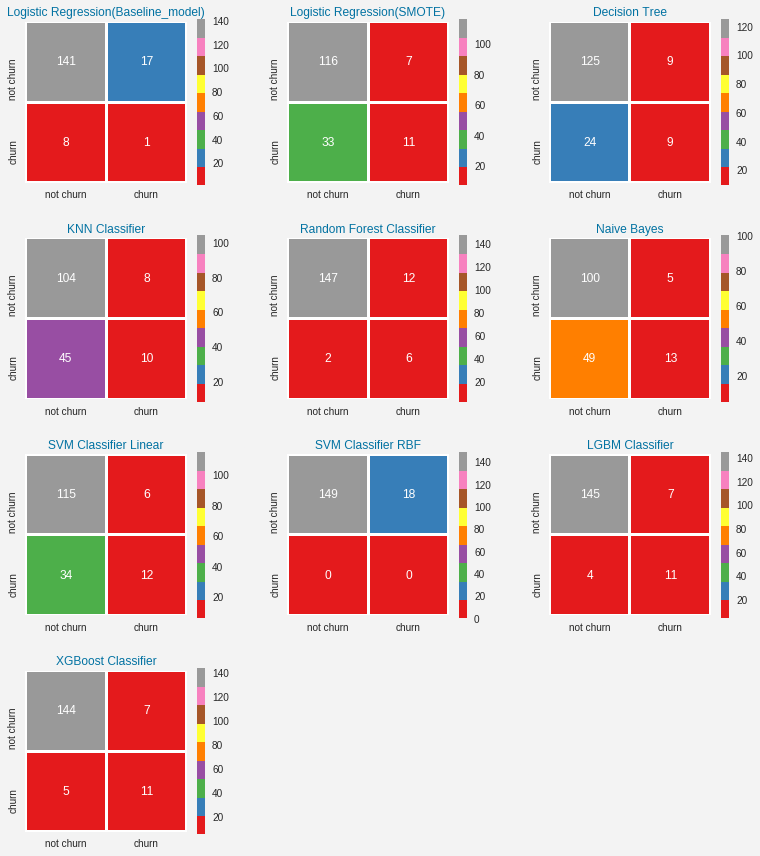 Logistic Regression(Baseline_model)
not churn
churn
141 17
8 1
not churn churn
140
120
100
80
60
40
20
Logistic Regression(SMOTE)
not churn
churn
116 7
33 11
not churn churn
100
80
60
40
20
Decision Tree
not churn
churn
125 9
24 9
not churn churn
120
100
80
60
40
20
KNN Classifier
not churn
churn
104 8
45 10
not churn churn
100
80
60
40
20
Random Forest Classifier
not churn
churn
147 12
2 6
not churn churn
140
120
100
80
60
40
20
Naive Bayes
not churn
churn
100 5
49 13
not churn churn
100
80
60
40
20
SVM Classifier Linear
not churn
churn
115 6
34 12
not churn churn
100
80
60
40
20
SVM Classifier RBF
not churn
churn
149 18
0 0
not churn churn
140
120
100
80
60
40
20
0
LGBM Classifier
not churn
churn
145 7
4 11
not churn churn
140
120
100
80
60
40
20
XGBoost Classifier
not churn
churn
144 7
5 11
not churn churn
140
120
100
80
60
40
20